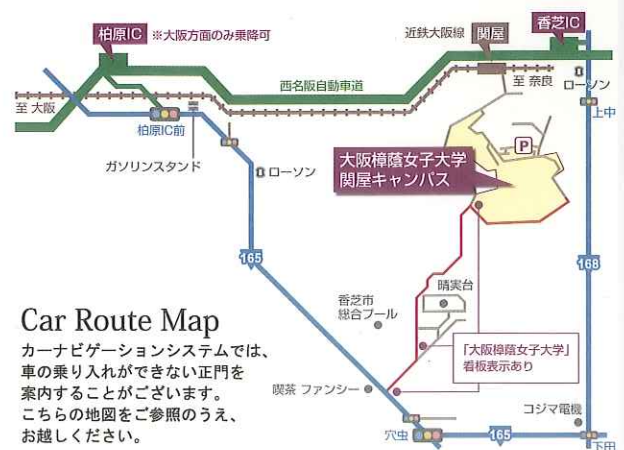 柏原IC
※大阪方面のみ乗降可
近鉄大阪線
関屋
香芝IC
至 大阪
西名阪自動車道
至 奈良
ローソン
柏原IC前
上中
ガソリンスタンド
ローソン
P
大阪樟蔭女子大学
関屋キャンパス
165
168
晴実台
香芝市
総合プール
Car Route Map
カーナビゲーションシステムでは、
車の乗り入れができない正門を
案内することがございます。
こちらの地図をご参照のうえ、
お越しください。
「大阪樟蔭女子大学」
看板表示あり
喫茶 ファンシー
コジマ電機
穴虫
165
下田